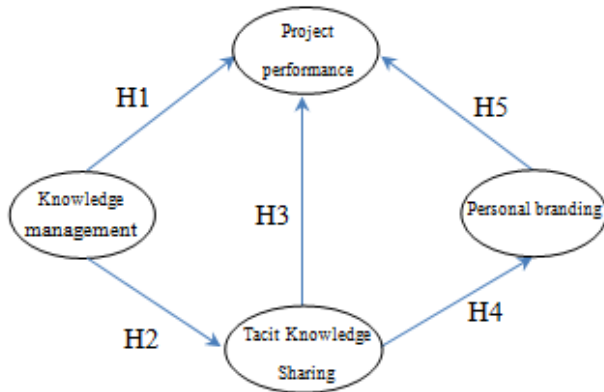 Project
performance
H1
H5
Knowledge
management
H3
Personal branding
H2
Tacit Knowledge
Sharing
H4